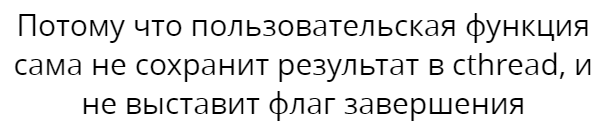 Потому что пользовательская функция
сама не сохранит результат в cthread, и
не выставит флаг завершения